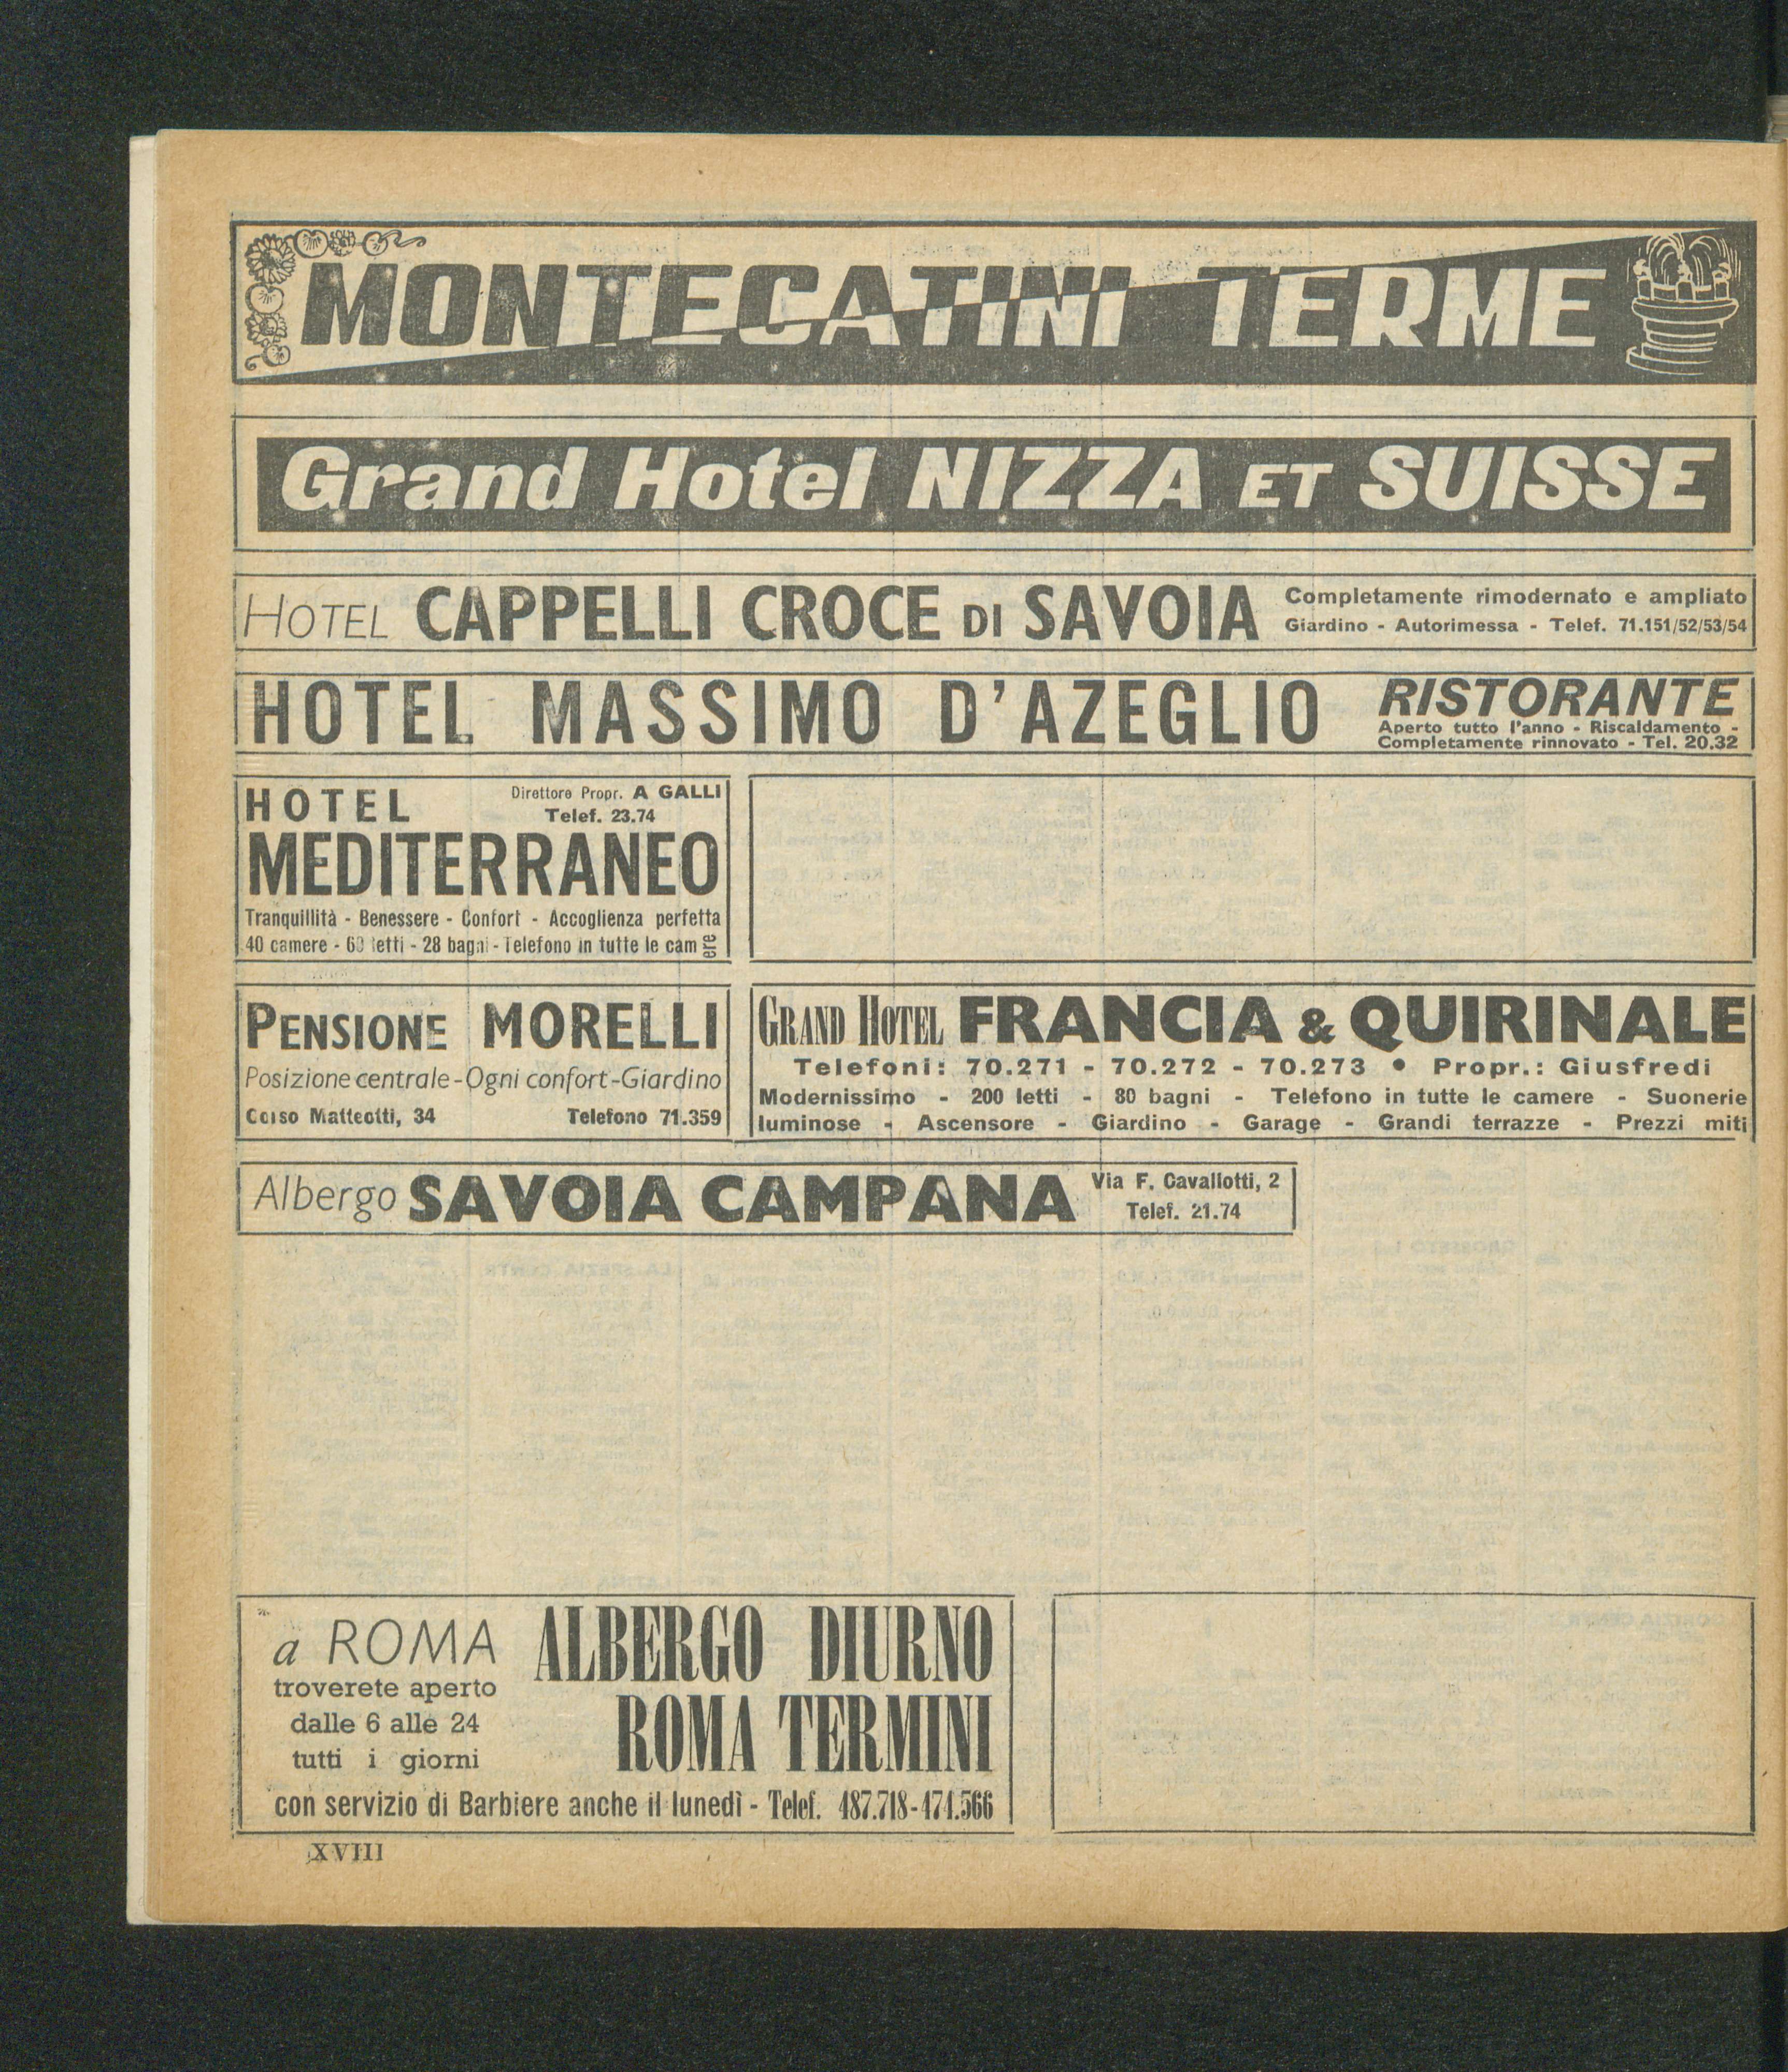 MONTECATINI TERME
Grand Hotel NIZZA ET SUISSE
HOTEL CAPPELLI CROCE DI SAVOIA
Completamente rimodernato e ampliato
Giardino - Autorimessa - Telef. 71.151/52/53/54
HOTEL MASSIMO D'AZEGLIO
RISTORANTE
Aperto tutto l'anno - Riscaldamento -
Completamente rinnovato - Tel. 20.32
HOTEL
Direttore Propr. A GALLI
Telef. 23.74
MEDITERRANEO
Tranquillità - Benessere - Confort - Accoglienza perfetta
40 camere - 60 letti - 28 bagni - Telefono in tutte le camere
PENSIONE MORELLI
Posizione centrale - Ogni confort - Giardino
Corso Matteotti, 34 Telefono 71.359
GRAND HOTEL FRANCIA & QUIRINALE
Telefoni: 70.271 - 70.272 - 70.273 • Propr.: Giusfredi
Modernissimo - 200 letti - 80 bagni - Telefono in tutte le camere - Suonerie
luminose - Ascensore - Giardino - Garage - Grandi terrazze - Prezzi miti
Albergo SAVOIA CAMPANA
Via F. Cavallotti, 2
Telef. 21.74
a ROMA
troverete aperto
dalle 6 alle 24
tutti i giorni
ALBERGO DIURNO
ROMA TERMINI
con servizio di Barbiere anche il lunedì - Telef. 487.718-474.566
XVIII